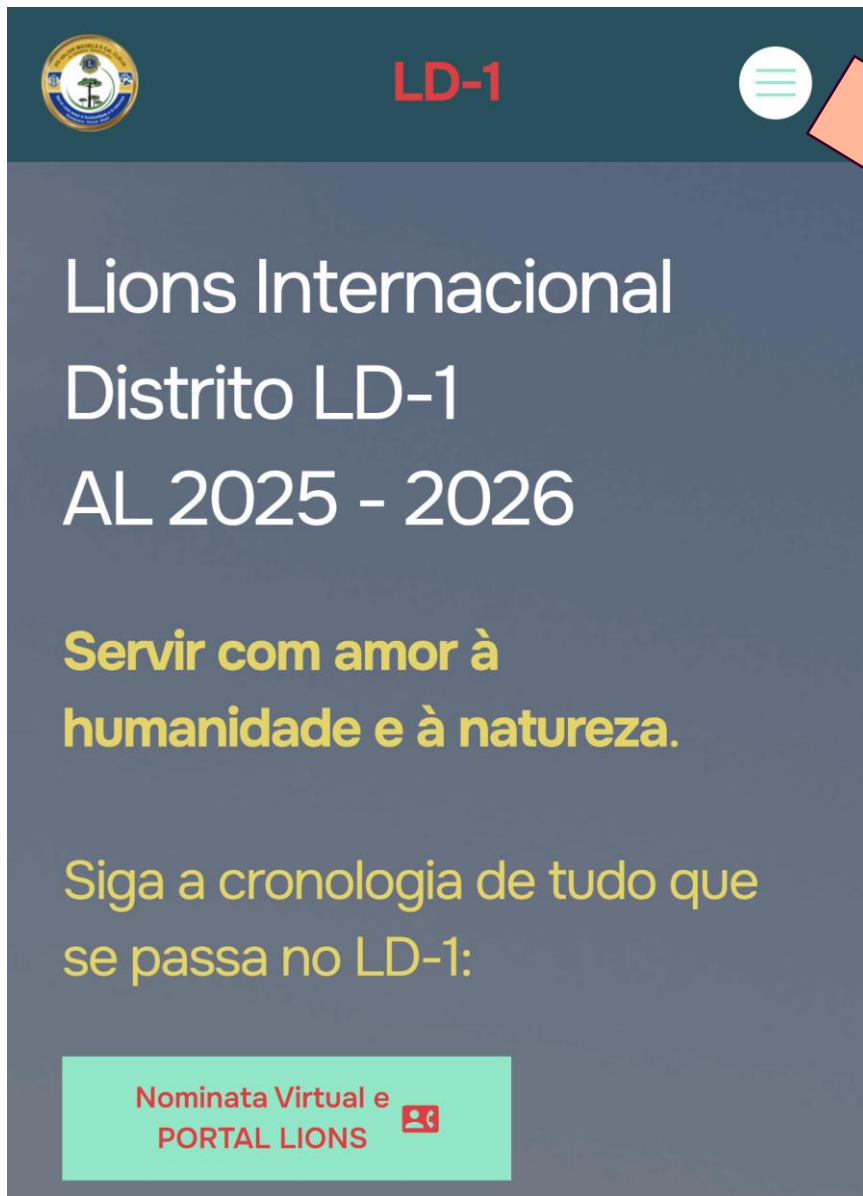 LD-1
Lions Internacional
Distrito LD-1
AL 2025 - 2026
Servir com amor à
humanidade e à natureza.
Siga a cronologia de tudo que
se passa no LD-1:
Nominata Virtual e
PORTAL LIONS